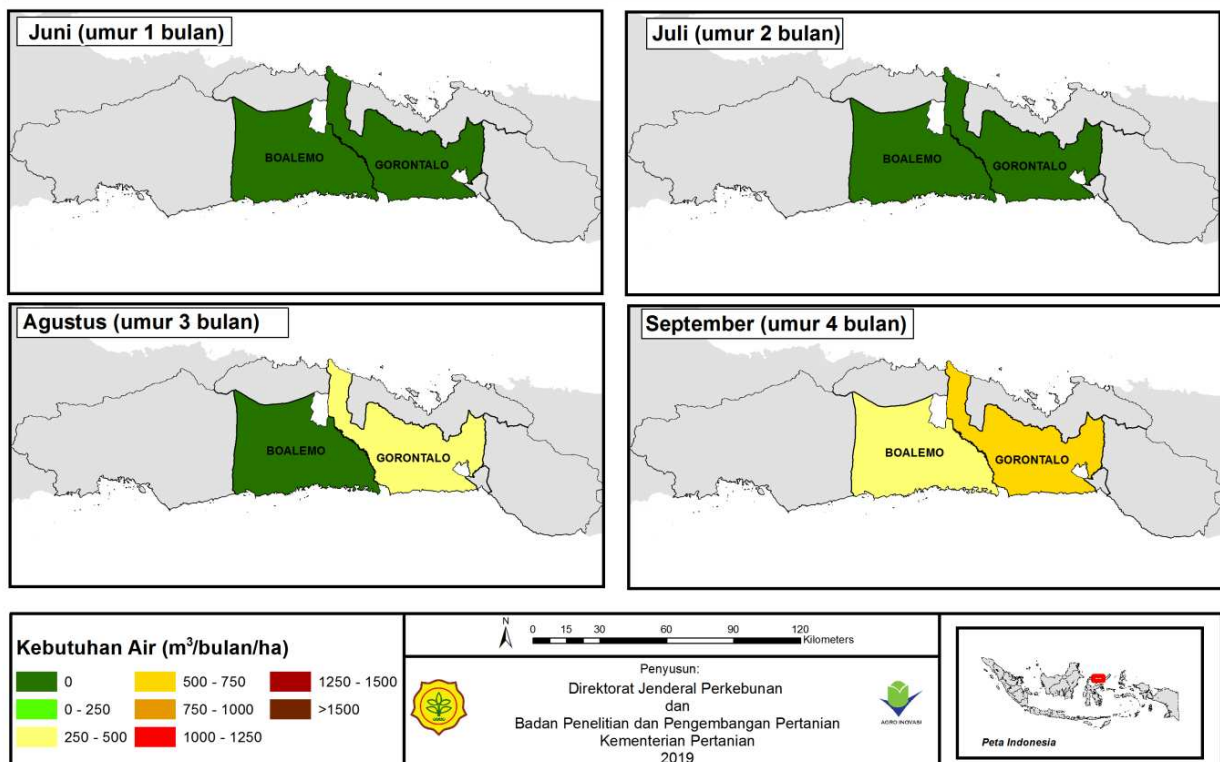 Juni (umur 1 bulan)
BOALEMO
GORONTALO
Juli (umur 2 bulan)
BOALEMO
GORONTALO
Agustus (umur 3 bulan)
BOALEMO
GORONTALO
September (umur 4 bulan)
BOALEMO
GORONTALO
Kebutuhan Air (m³/bulan/ha)
0
0 - 250
250 - 500
500 - 750
750 - 1000
1000 - 1250
1250 - 1500
>1500
N
0 15 30 60 90 120
Kilometers
Penyusun:
Direktorat Jenderal Perkebunan
dan
Badan Penelitian dan Pengembangan Pertanian
Kementerian Pertanian
2019
AGRO INOVASI
Peta Indonesia